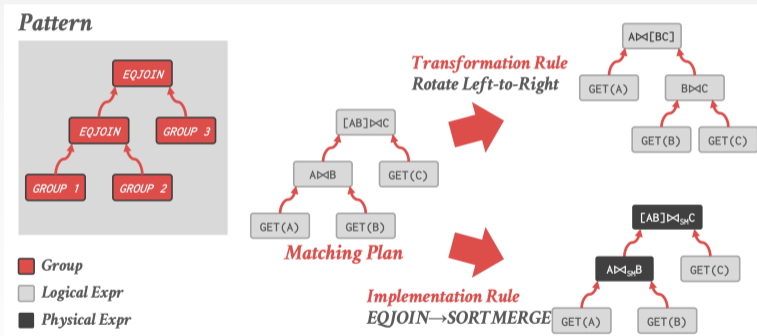 Pattern
EQJOIN
EQJOIN
GROUP 3
GROUP 1
GROUP 2
Group
Logical Expr
Physical Expr
[AB]⋈C
A⋈B
GET(C)
GET(A)
GET(B)
Matching Plan
Transformation Rule
Rotate Left-to-Right
A⋈[BC]
GET(A)
B⋈C
GET(B)
GET(C)
Implementation Rule
EQJOIN→SORTMERGE
[AB]⋈SMC
A⋈SMB
GET(C)
GET(A)
GET(B)